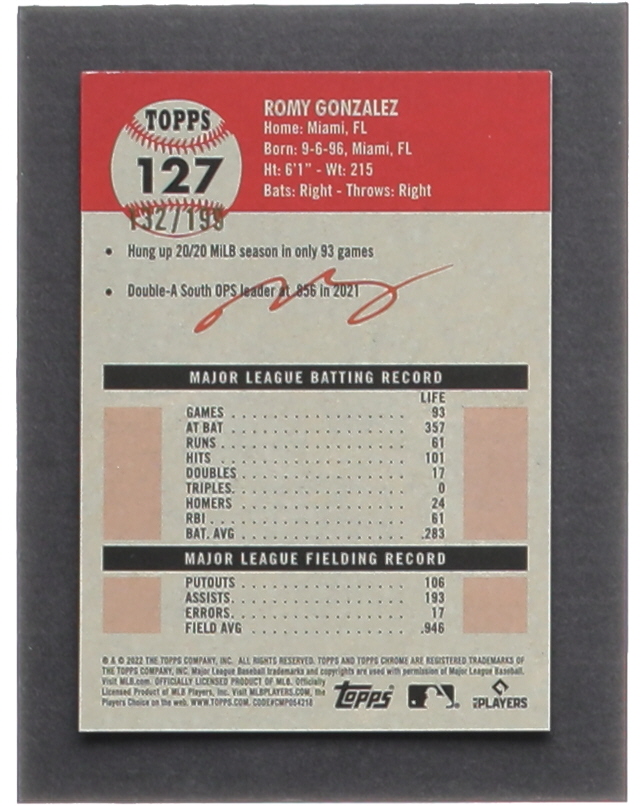 TOPPS
127
132/199
ROMY GONZALEZ
Home: Miami, FL
Born: 9-6-96, Miami, FL
Ht: 6'1" - Wt: 215
Bats: Right - Throws: Right
• Hung up 20/20 MiLB season in only 93 games
• Double-A South OPS leader at .856 in 2021
MAJOR LEAGUE BATTING RECORD
LIFE
GAMES 93
AT BAT 357
RUNS 61
HITS 101
DOUBLES 17
TRIPLES 0
HOMERS 24
RBI 61
BAT. AVG .283
MAJOR LEAGUE FIELDING RECORD
PUTOUTS 106
ASSISTS 193
ERRORS 17
FIELD AVG .946
® & © 2022 THE TOPPS COMPANY, INC. ALL RIGHTS RESERVED. TOPPS AND TOPPS CHROME ARE REGISTERED TRADEMARKS OF
THE TOPPS COMPANY, INC. Major League Baseball trademarks and copyrights are used with permission of Major League Baseball.
Visit MLB.com. OFFICIALLY LICENSED PRODUCT OF MLB. Officially
Licensed Product of MLB Players, Inc. Visit MLBPLAYERS.COM, the
Players Choice on the web. WWW.TOPPS.COM. CODE#CMP054218
topps
PLAYERS